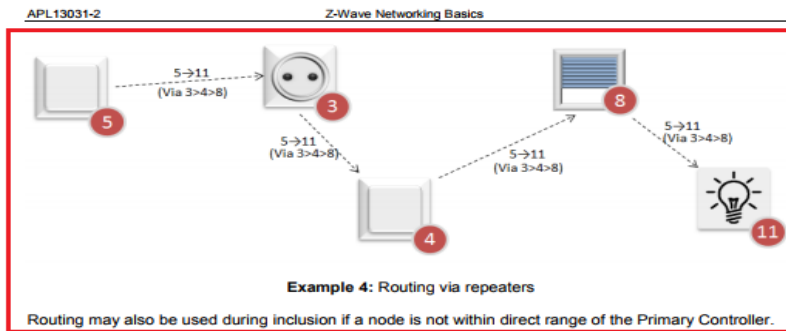 APL13031-2 Z-Wave Networking Basics
5→11
(Via 3>4>8)
5
3
5→11
(Via 3>4>8)
4
5→11
(Via 3>4>8)
8
5→11
(Via 3>4>8)
11
Example 4: Routing via repeaters
Routing may also be used during inclusion if a node is not within direct range of the Primary Controller.